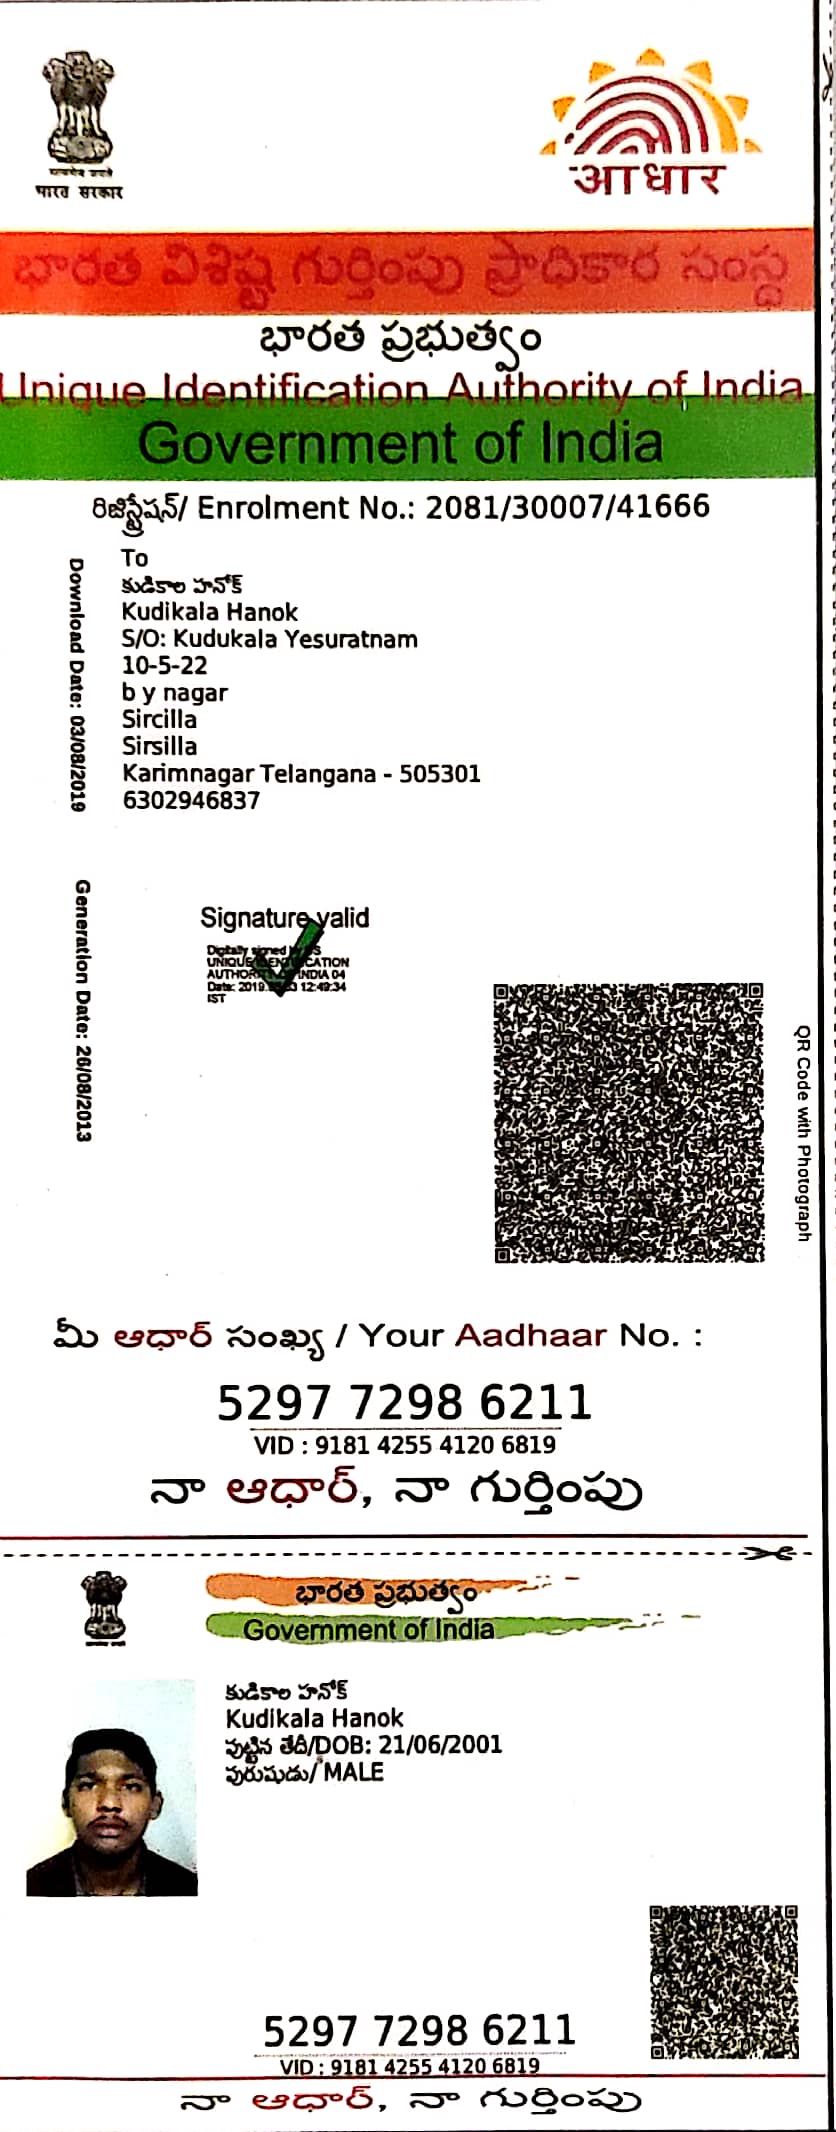 सत्यमेव जयते
भारत सरकार
आधार
భారత విశిష్ట గుర్తింపు ప్రాధికార సంస్థ
భారత ప్రభుత్వం
Unique Identification Authority of India
Government of India
రిజిస్ట్రేషన్/ Enrolment No.: 2081/30007/41666
To
కుడికాల హనోక్
Kudikala Hanok
S/O: Kudukala Yesuratnam
10-5-22
b y nagar
Sircilla
Sirsilla
Karimnagar Telangana - 505301
6302946837
Download Date: 03/08/2019
Generation Date: 26/08/2013
Signature valid
Digitally signed by
UNIQUE IDENTIFICATION
AUTHORITY OF INDIA 04
Date: 2019 12:49:34
IST
QR Code with Photograph
మీ ఆధార్ సంఖ్య / Your Aadhaar No. :
5297 7298 6211
VID : 9181 4255 4120 6819
నా ఆధార్, నా గుర్తింపు
భారత ప్రభుత్వం
Government of India
కుడికాల హనోక్
Kudikala Hanok
పుట్టిన తేదీ/DOB: 21/06/2001
పురుషుడు/ MALE
5297 7298 6211
VID : 9181 4255 4120 6819
నా ఆధార్, నా గుర్తింపు